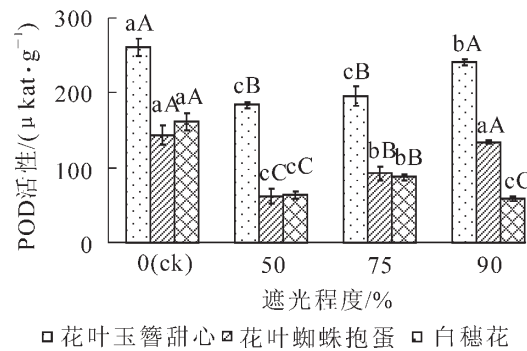 POD活性/(μkat·g⁻¹)
300
200
100
0
aA
aA
aA
cB
cC
cC
cB
bB
bB
bA
aA
cC
0(ck)
50
75
90
遮光程度/%
花叶玉簪甜心
花叶蜘蛛抱蛋
白穗花